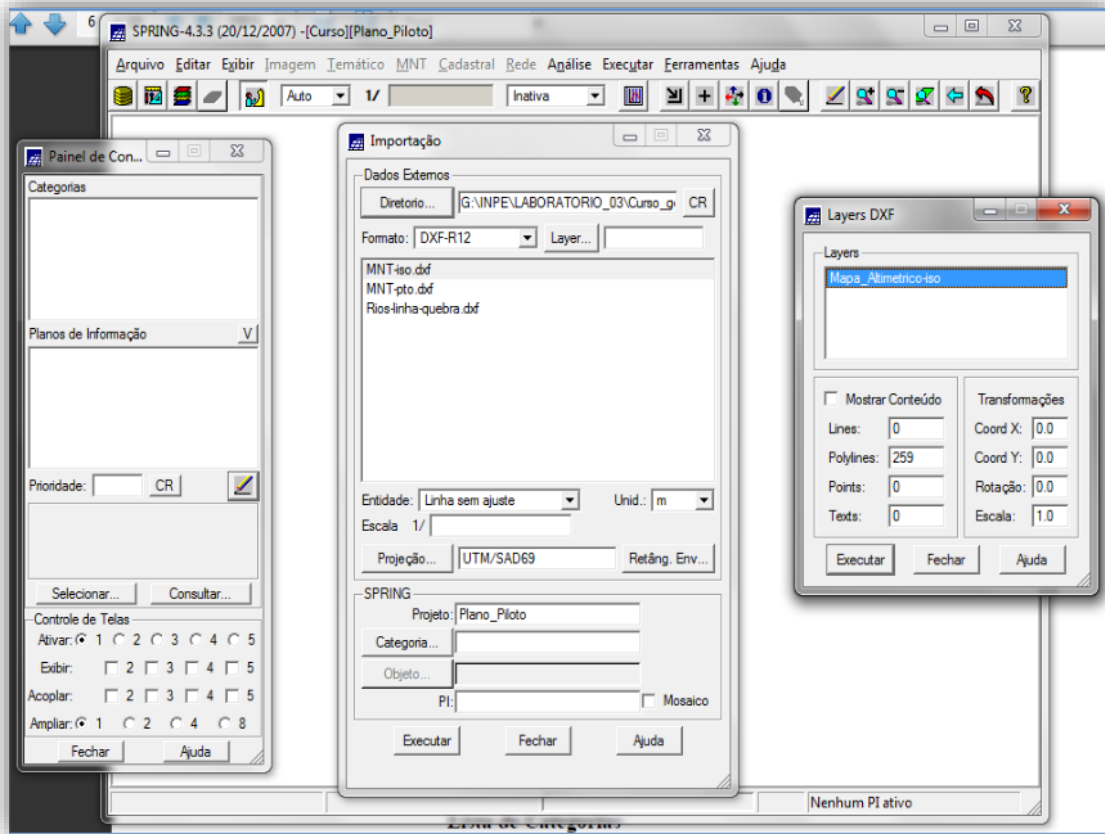 6
SPRING-4.3.3 (20/12/2007) -[Curso][Plano_Piloto]
Arquivo Editar Exibir Imagem Temático MNT Cadastral Rede Análise Executar Ferramentas Ajuda
Auto 1/ Inativa
Painel de Con...
Categorias
Planos de Informação V
Prioridade: CR
Selecionar... Consultar...
Controle de Telas
Ativar: 1 2 3 4 5
Exibir: 2 3 4 5
Acoplar: 2 3 4 5
Ampliar: 1 2 4 8
Fechar Ajuda
Importação
Dados Externos
Diretorio... G:\INPE\LABORATORIO_03\Curso_g CR
Formato: DXF-R12 Layer...
MNT-iso.dxf
MNT-pto.dxf
Rios-linha-quebra.dxf
Entidade: Linha sem ajuste Unid.: m
Escala 1/
Projeção... UTM/SAD69 Retâng. Env...
SPRING
Projeto: Plano_Piloto
Categoria...
Objeto...
PI: Mosaico
Executar Fechar Ajuda
Layers DXF
Layers
Mapa_Altimetrico-iso
Mostrar Conteúdo
Lines: 0
Polylines: 259
Points: 0
Texts: 0
Transformações
Coord X: 0.0
Coord Y: 0.0
Rotação: 0.0
Escala: 1.0
Executar Fechar Ajuda
Nenhum PI ativo
Lista de Categorias